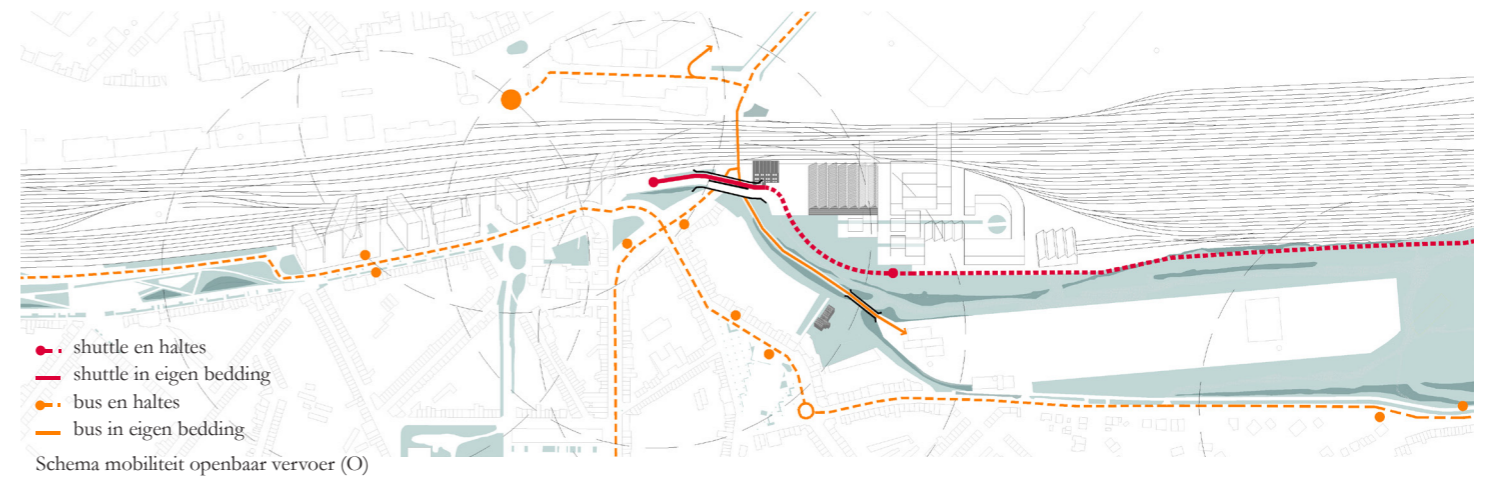 shuttle en haltes
shuttle in eigen bedding
bus en haltes
bus in eigen bedding
Schema mobiliteit openbaar vervoer (O)